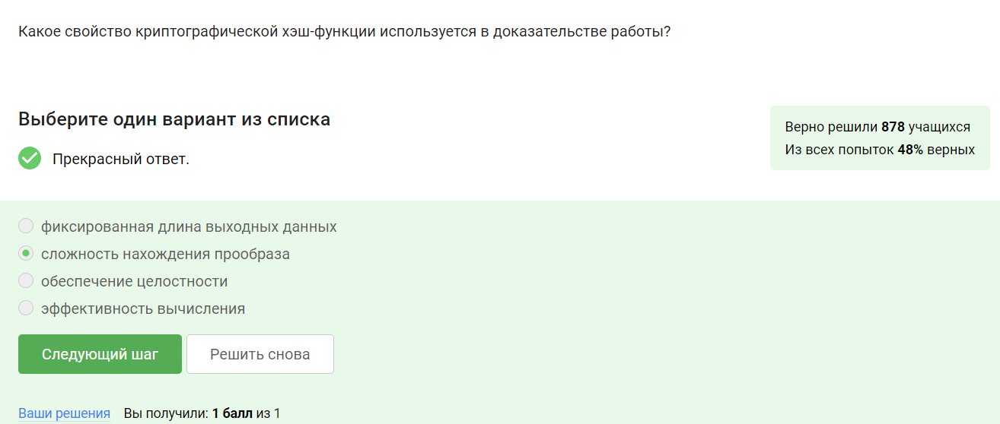 Какое свойство криптографической хэш-функции используется в доказательстве работы?
Выберите один вариант из списка
Прекрасный ответ.
Верно решили 878 учащихся
Из всех попыток 48% верных
фиксированная длина выходных данных
сложность нахождения прообраза
обеспечение целостности
эффективность вычисления
Следующий шаг
Решить снова
Ваши решения Вы получили: 1 балл из 1